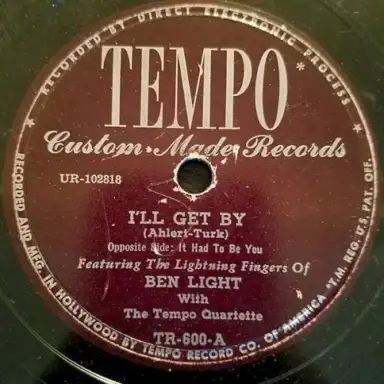 RECORDED BY DIRECT ELECTRONIC PROCESS
TEMPO*
Custom-Made Records
UR-102818
I'LL GET BY
(Ahlert-Turk)
Opposite Side: It Had To Be You
Featuring The Lightning Fingers Of
BEN LIGHT
With
The Tempo Quartette
TR-600-A
RECORDED AND MFG. IN HOLLYWOOD BY TEMPO RECORD CO. OF AMERICA *T.M. REG. U.S. PAT. OFF.